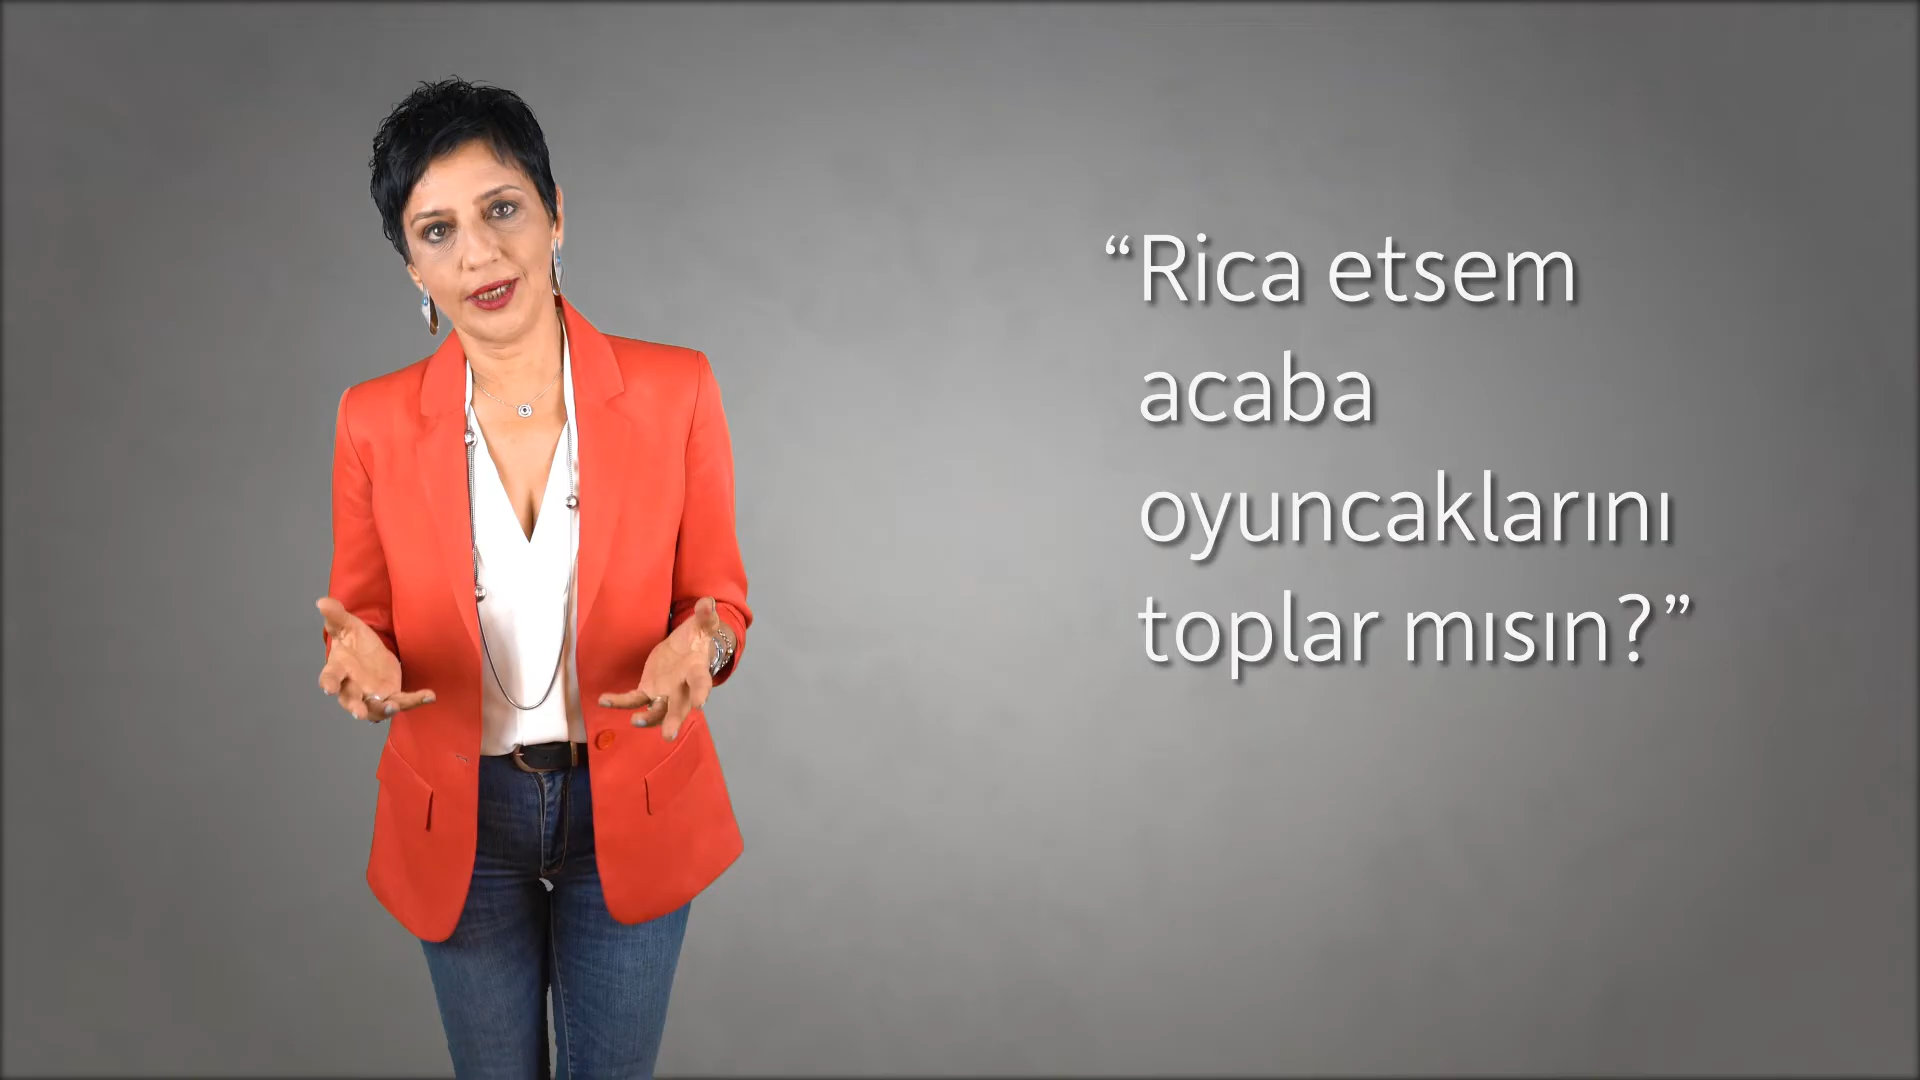 “Rica etsem
acaba
oyuncaklarını
toplar mısın?”